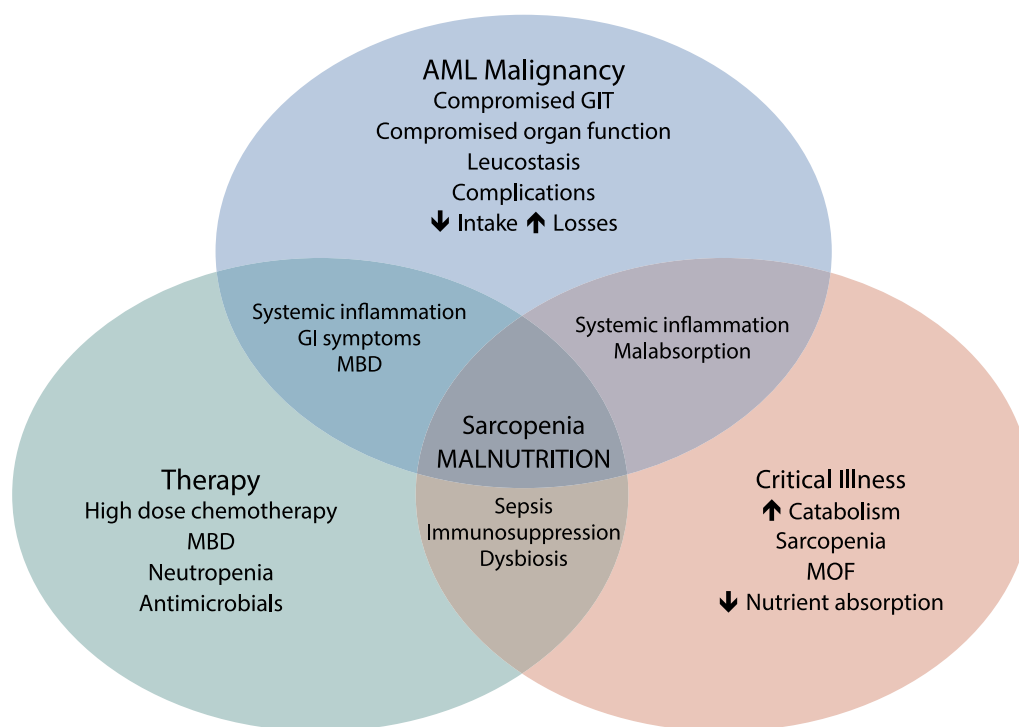 AML Malignancy
Compromised GIT
Compromised organ function
Leucostasis
Complications
↓ Intake ↑ Losses
Systemic inflammation
GI symptoms
MBD
Systemic inflammation
Malabsorption
Sarcopenia
MALNUTRITION
Therapy
High dose chemotherapy
MBD
Neutropenia
Antimicrobials
Sepsis
Immunosuppression
Dysbiosis
Critical Illness
↑ Catabolism
Sarcopenia
MOF
↓ Nutrient absorption